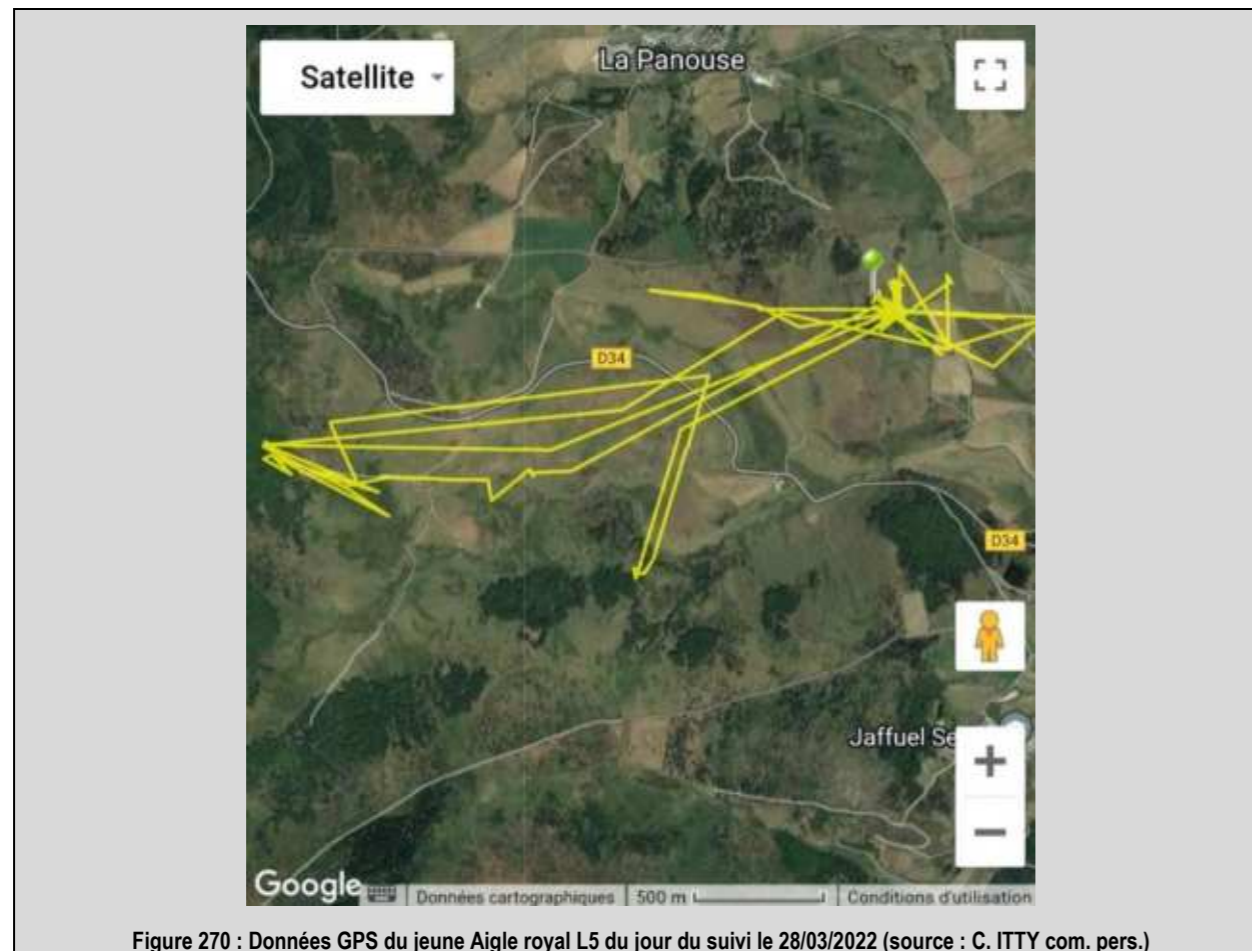 Satellite
La Panouse
D34
D34
Jaffuel Se
+
−
Google
Données cartographiques
500 m
Conditions d'utilisation
Figure 270 : Données GPS du jeune Aigle royal L5 du jour du suivi le 28/03/2022 (source : C. ITTY com. pers.)